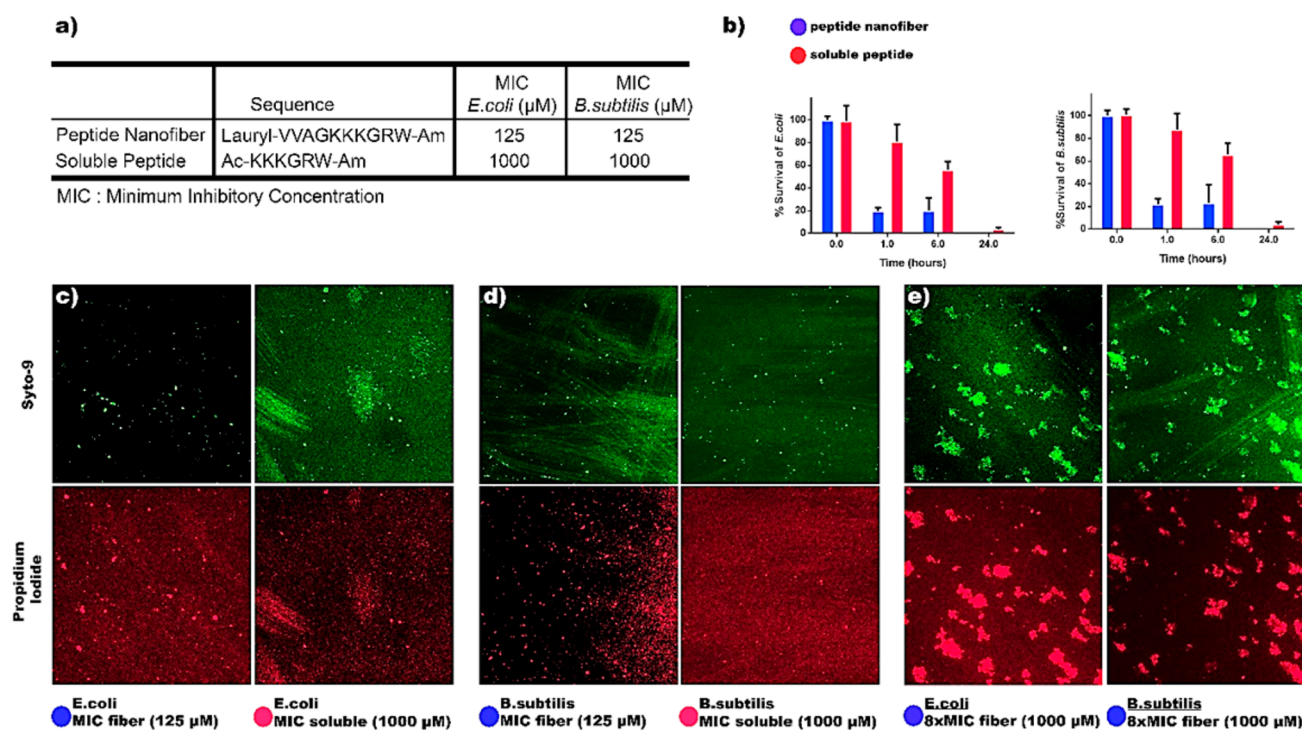 a)
MIC MIC
Sequence E.coli (µM) B.subtilis (µM)
Peptide Nanofiber Lauryl-VVAGKKKGRW-Am 125 125
Soluble Peptide Ac-KKKGRW-Am 1000 1000
MIC : Minimum Inhibitory Concentration
b)
peptide nanofiber
soluble peptide
% Survival of E.coli
100
80
60
40
20
0
0.0 1.0 6.0 24.0
Time (hours)
%Survival of B.subtilis
100
80
60
40
20
0
0.0 1.0 6.0 24.0
Time (hours)
c)
d)
e)
Syto-9
Propidium
Iodide
E.coli
MIC fiber (125 µM)
E.coli
MIC soluble (1000 µM)
B.subtilis
MIC fiber (125 µM)
B.subtilis
MIC soluble (1000 µM)
E.coli
8xMIC fiber (1000 µM)
B.subtilis
8xMIC fiber (1000 µM)